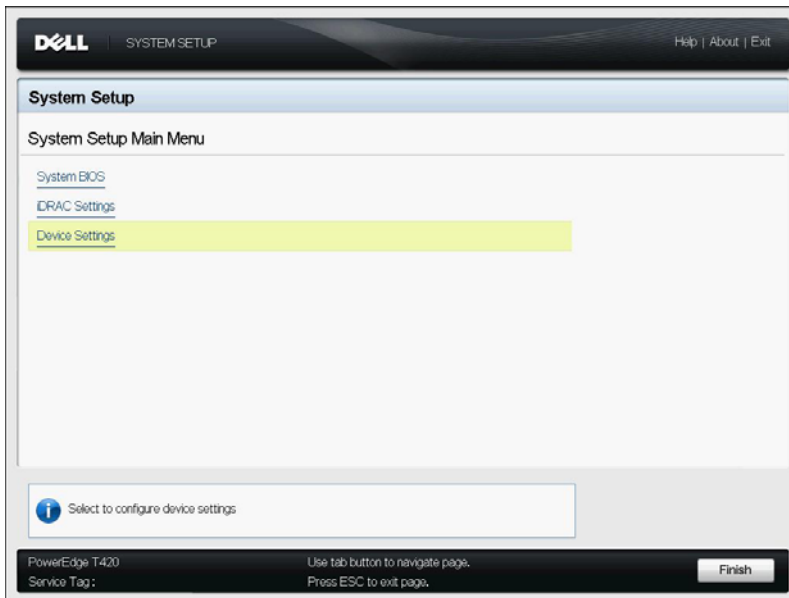 DELL SYSTEM SETUP Help | About | Exit
System Setup
System Setup Main Menu
System BIOS
iDRAC Settings
Device Settings
Select to configure device settings
PowerEdge T420 Use tab button to navigate page.
Service Tag : Press ESC to exit page.
Finish